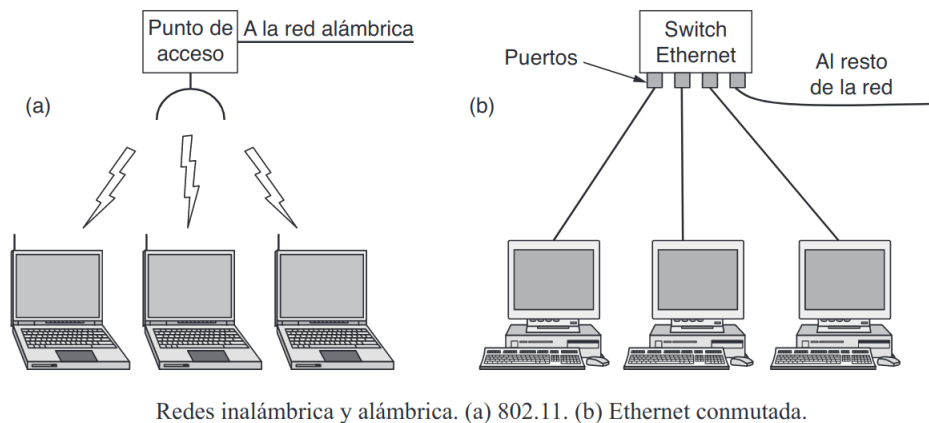 Punto de
acceso
A la red alámbrica
(a)
Switch
Ethernet
Puertos
Al resto
de la red
(b)
Redes inalámbrica y alámbrica. (a) 802.11. (b) Ethernet conmutada.